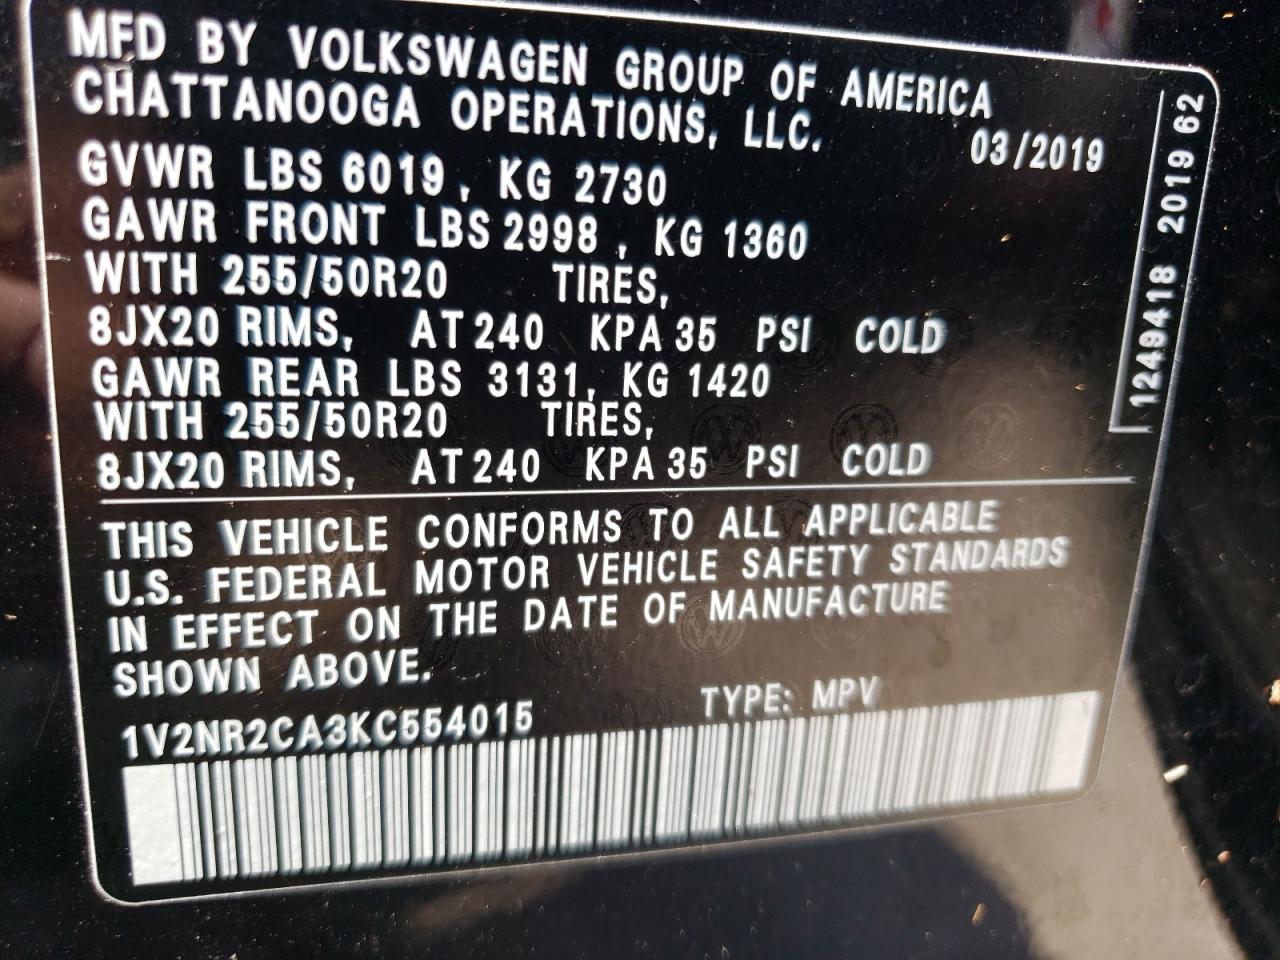 MFD BY VOLKSWAGEN GROUP OF AMERICA
CHATTANOOGA OPERATIONS, LLC.
03/2019
GVWR LBS 6019, KG 2730
GAWR FRONT LBS 2998, KG 1360
WITH 255/50R20 TIRES,
8JX20 RIMS, AT 240 KPA 35 PSI COLD
GAWR REAR LBS 3131, KG 1420
WITH 255/50R20 TIRES,
8JX20 RIMS, AT 240 KPA 35 PSI COLD
THIS VEHICLE CONFORMS TO ALL APPLICABLE
U.S. FEDERAL MOTOR VEHICLE SAFETY STANDARDS
IN EFFECT ON THE DATE OF MANUFACTURE
SHOWN ABOVE.
1V2NR2CA3KC554015 TYPE: MPV
1249418 2019 62